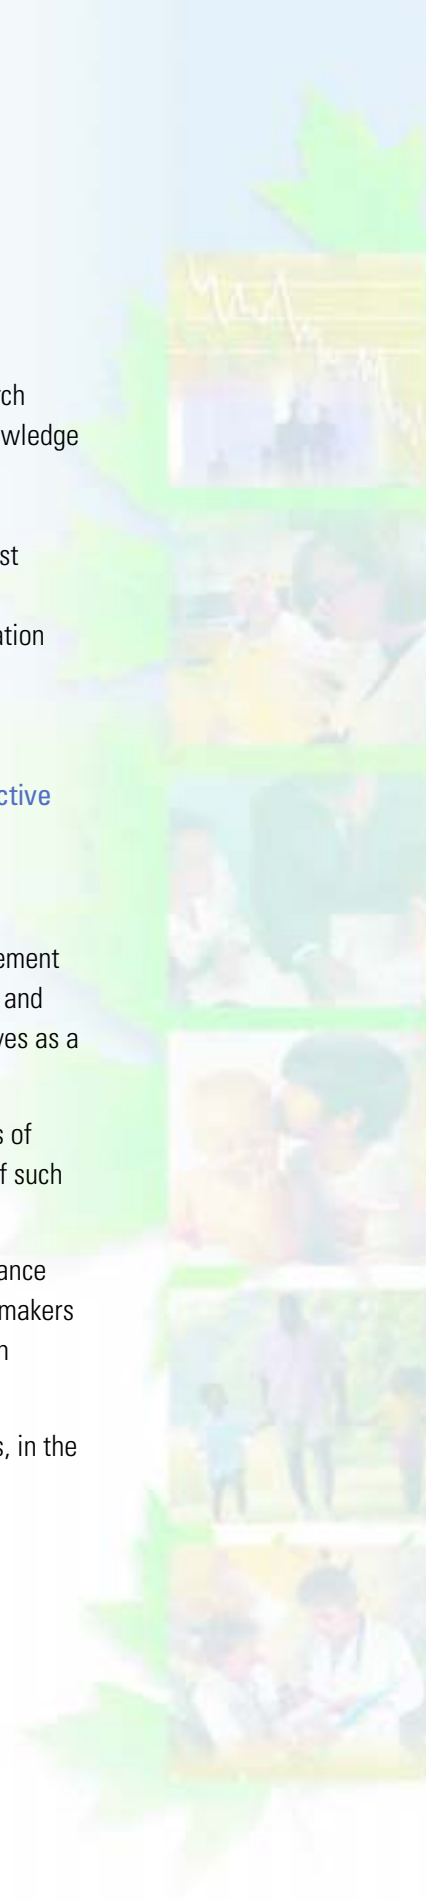 ch
wledge
st
ation
ctive
ement
and
ves as a
s of
f such
ance
makers
n
s, in the